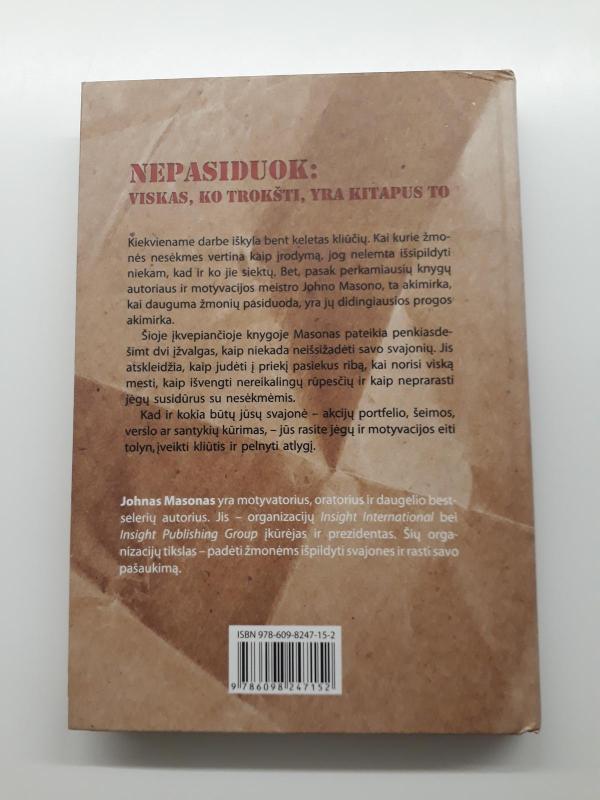 NEPASIDUOK:
VISKAS, KO TROKŠTI, YRA KITAPUS TO
Kiekviename darbe iškyla bent keletas kliūčių. Kai kurie žmo-
nės nesėkmes vertina kaip įrodymą, jog nelemta išsipildyti
niekam, kad ir ko jie siektų. Bet, pasak perkamiausių knygų
autoriaus ir motyvacijos meistro Johno Masono, ta akimirka,
kai dauguma žmonių pasiduoda, yra jų didingiausios progos
akimirka.
Šioje įkvepiančioje knygoje Masonas pateikia penkiasde-
šimt dvi įžvalgas, kaip niekada neišsižadėti savo svajonių. Jis
atskleidžia, kaip judėti į priekį pasiekus ribą, kai norisi viską
mesti, kaip išvengti nereikalingų rūpesčių ir kaip neprarasti
jėgų susidūrus su nesėkmėmis.
Kad ir kokia būtų jūsų svajonė – akcijų portfelio, šeimos,
verslo ar santykių kūrimas, – jūs rasite jėgų ir motyvacijos eiti
tolyn, įveikti kliūtis ir pelnyti atlygį.
Johnas Masonas yra motyvatorius, oratorius ir daugelio best-
selerių autorius. Jis – organizacijų Insight International bei
Insight Publishing Group įkūrėjas ir prezidentas. Šių orga-
nizacijų tikslas – padėti žmonėms išpildyti svajones ir rasti savo
pašaukimą.
ISBN 978-609-8247-15-2
9 786098 247152